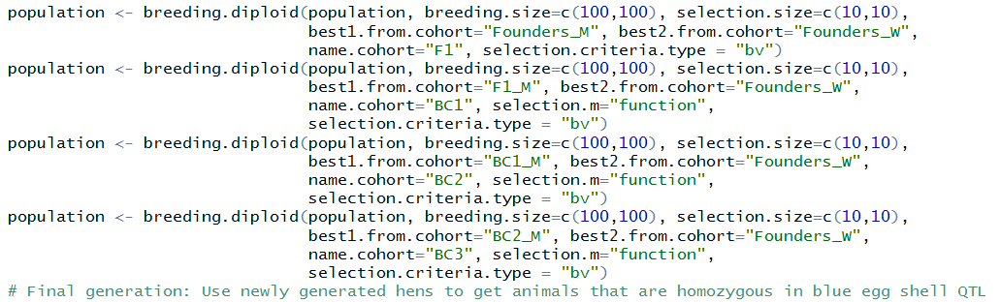 population <- breeding.diploid(population, breeding.size=c(100,100), selection.size=c(10,10),
best1.from.cohort="Founders_M", best2.from.cohort="Founders_W",
name.cohort="F1", selection.criteria.type = "bv")
population <- breeding.diploid(population, breeding.size=c(100,100), selection.size=c(10,10),
best1.from.cohort="F1_M", best2.from.cohort="Founders_W",
name.cohort="BC1", selection.m="function",
selection.criteria.type = "bv")
population <- breeding.diploid(population, breeding.size=c(100,100), selection.size=c(10,10),
best1.from.cohort="BC1_M", best2.from.cohort="Founders_W",
name.cohort="BC2", selection.m="function",
selection.criteria.type = "bv")
population <- breeding.diploid(population, breeding.size=c(100,100), selection.size=c(10,10),
best1.from.cohort="BC2_M", best2.from.cohort="Founders_W",
name.cohort="BC3", selection.m="function",
selection.criteria.type = "bv")
# Final generation: Use newly generated hens to get animals that are homozygous in blue egg shell QTL